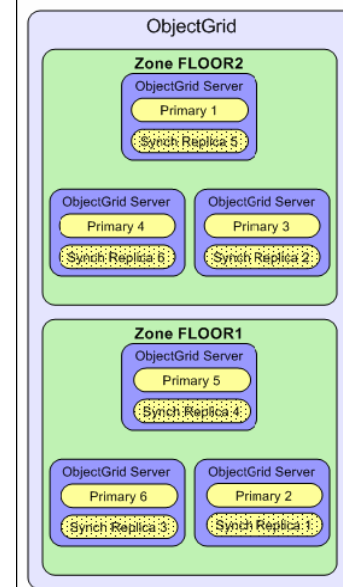 ObjectGrid
Zone FLOOR2
ObjectGrid Server
Primary 1
Synch Replica 5
ObjectGrid Server
Primary 4
Synch Replica 6
ObjectGrid Server
Primary 3
Synch Replica 2
Zone FLOOR1
ObjectGrid Server
Primary 5
Synch Replica 4
ObjectGrid Server
Primary 6
Synch Replica 3
ObjectGrid Server
Primary 2
Synch Replica 1